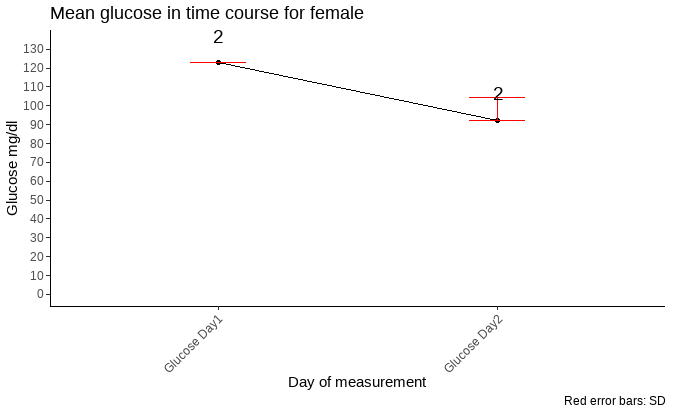 Mean glucose in time course for female
2
2
130
120
110
100
90
80
70
60
50
40
30
20
10
0
Glucose mg/dl
Glucose Day1
Glucose Day2
Day of measurement
Red error bars: SD